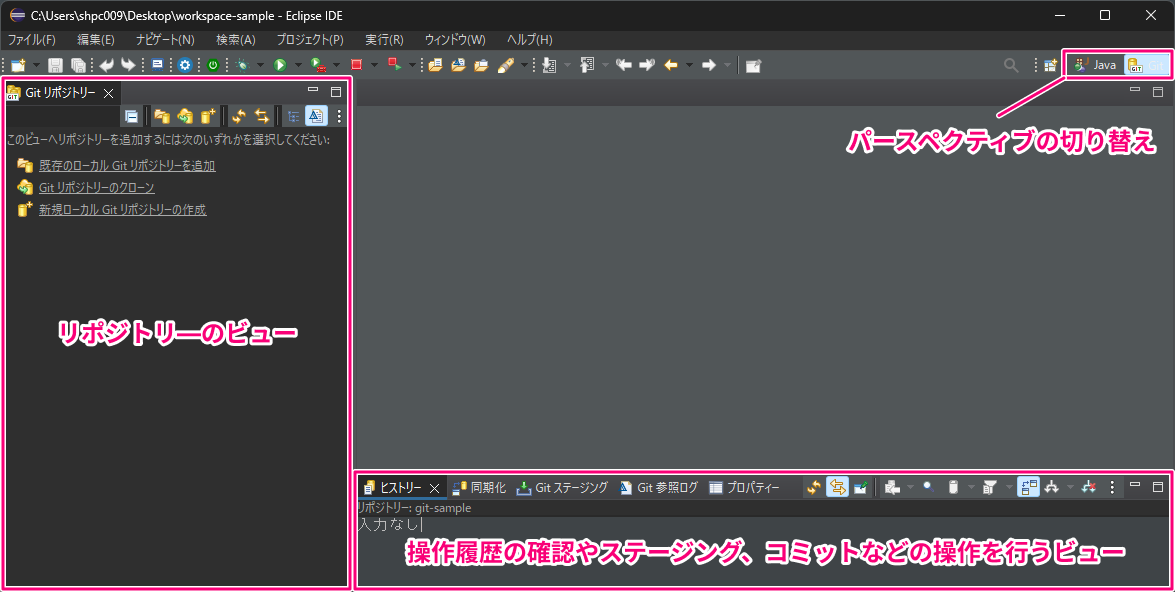 C:\Users\shpc009\Desktop\workspace-sample - Eclipse IDE
ファイル(F) 編集(E) ナビゲート(N) 検索(A) プロジェクト(P) 実行(R) ウィンドウ(W) ヘルプ(H)
Java
GIT
Git リポジトリー
このビューへリポジトリーを追加するには次のいずれかを選択してください:
既存のローカル Git リポジトリーを追加
Git リポジトリーのクローン
新規ローカル Git リポジトリーの作成
パースペクティブの切り替え
リポジトリーのビュー
ヒストリー 同期化 Git ステージング Git 参照ログ プロパティー
リポジトリー: git-sample
入力なし
操作履歴の確認やステージング、コミットなどの操作を行うビュー